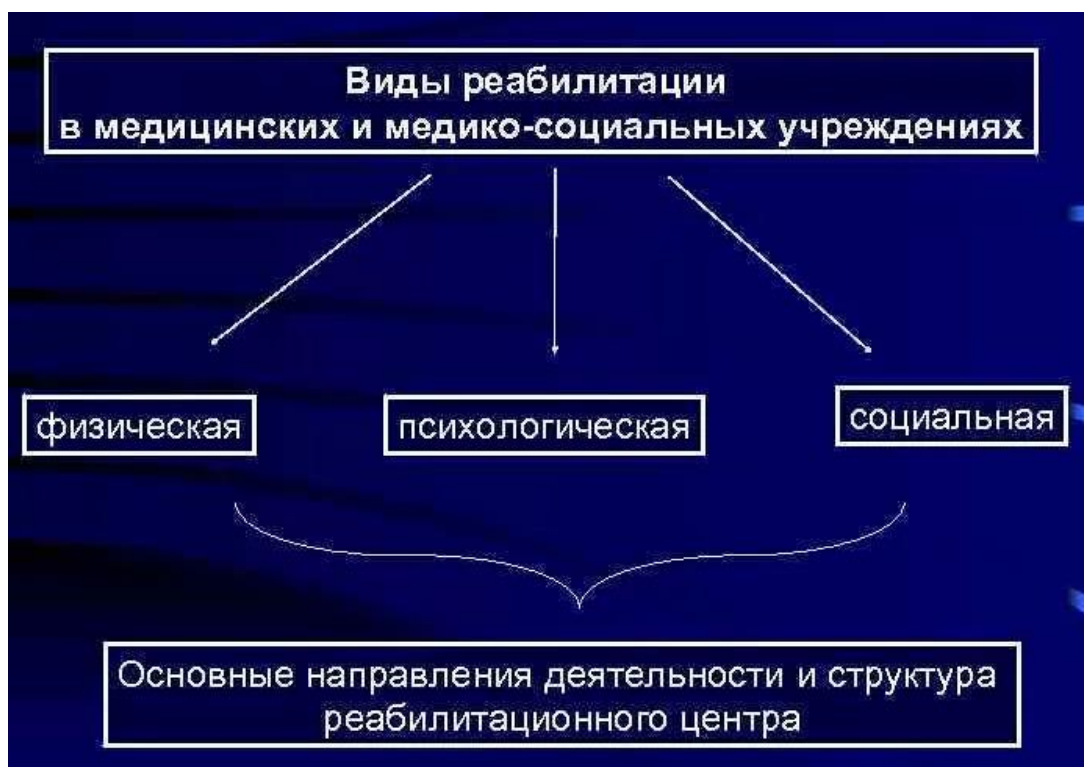 Виды реабилитации
в медицинских и медико-социальных учреждениях
физическая
психологическая
социальная
Основные направления деятельности и структура
реабилитационного центра